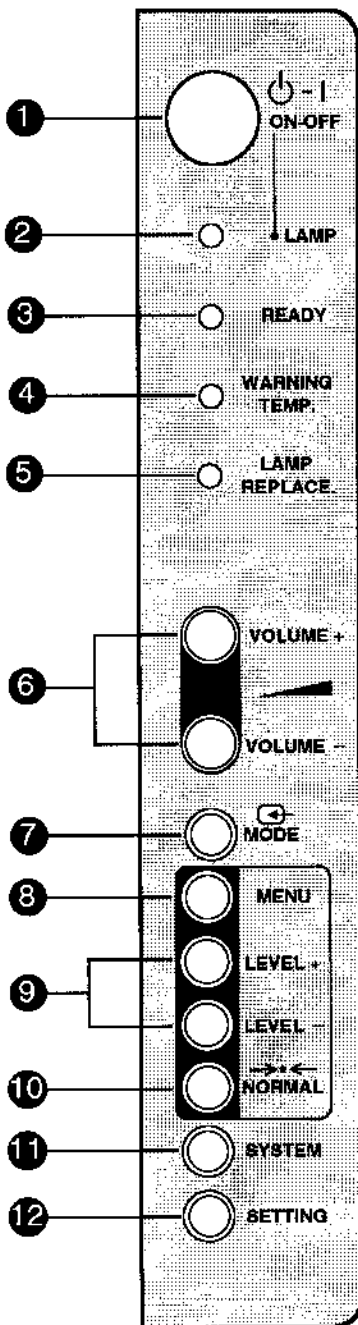 1
⏻ - I
ON-OFF
2
LAMP
3
READY
4
WARNING
TEMP.
5
LAMP
REPLACE.
6
VOLUME +
VOLUME –
7
MODE
8
MENU
9
LEVEL +
LEVEL –
10
NORMAL
11
SYSTEM
12
SETTING